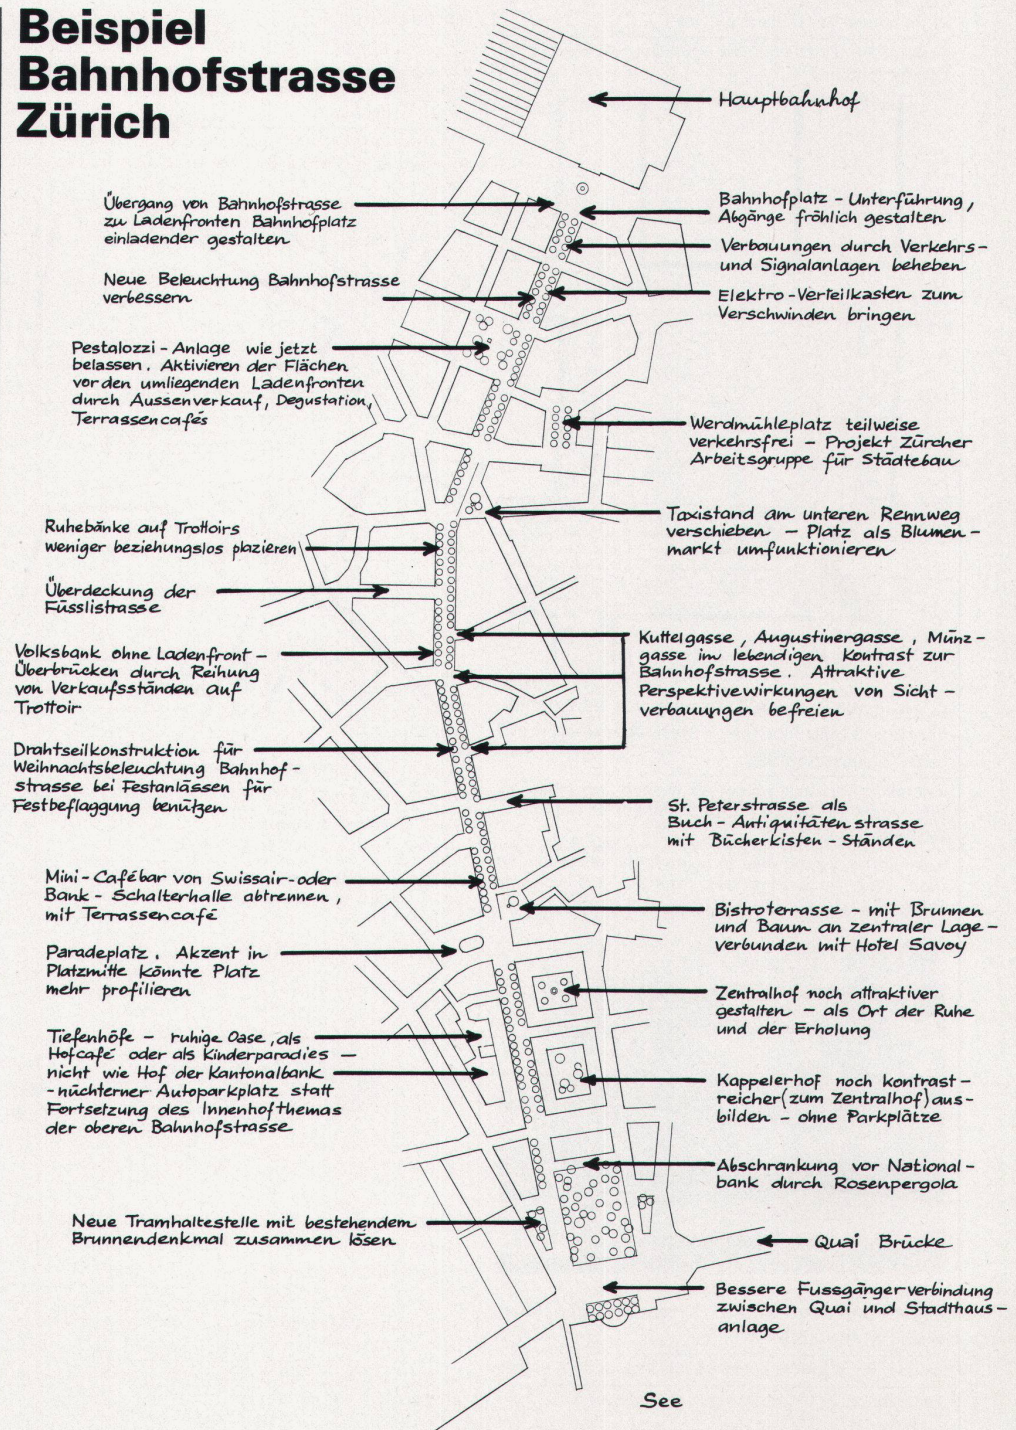 Beispiel
Bahnhofstrasse
Zürich
Hauptbahnhof
Übergang von Bahnhofstrasse
zu Ladenfronten Bahnhofplatz
einladender gestalten
Bahnhofplatz - Unterführung,
Abgänge fröhlich gestalten
Verbauungen durch Verkehrs-
und Signalanlagen beheben
Neue Beleuchtung Bahnhofstrasse
verbessern
Elektro-Verteilkasten zum
Verschwinden bringen
Pestalozzi-Anlage wie jetzt
belassen. Aktivieren der Flächen
vor den umliegenden Ladenfronten
durch Aussenverkauf, Degustation,
Terrassencafés
Werdmühleplatz teilweise
verkehrsfrei - Projekt Zürcher
Arbeitsgruppe für Städtebau
Taxistand am unteren Rennweg
verschieben - Platz als Blumen-
markt umfunktionieren
Ruhebänke auf Trottoirs
weniger beziehungslos plazieren
Überdeckung der
Füsslistrasse
Kuttelgasse, Augustinergasse, Münz-
gasse im lebendigen Kontrast zur
Bahnhofstrasse. Attraktive
Perspektivewirkungen von Sicht-
verbauungen befreien
Volksbank ohne Ladenfront-
Überbrücken durch Reihung
von Verkaufsständen auf
Trottoir
Drahtseilkonstruktion für
Weihnachtsbeleuchtung Bahnhof-
strasse bei Festanlässen für
Festbeflaggung benützen
St. Peterstrasse als
Buch-Antiquitätenstrasse
mit Bücherkisten-Ständen
Mini-Cafébar von Swissair-oder
Bank-Schalterhalle abtrennen,
mit Terrassencafé
Bistroterrasse - mit Brunnen
und Baum an zentraler Lage-
verbunden mit Hotel Savoy
Paradeplatz. Akzent in
Platzmitte könnte Platz
mehr profilieren
Zentralhof noch attraktiver
gestalten - als Ort der Ruhe
und der Erholung
Tiefenhöfe - ruhige Oase, als
Hofcafé oder als Kinderparadies -
nicht wie Hof der Kantonalbank
-nüchterner Autoparkplatz statt
Fortsetzung des Innenhofthemas
der oberen Bahnhofstrasse
Kappelerhof noch kontrast-
reicher (zum Zentralhof) aus-
bilden - ohne Parkplätze
Abschrankung vor National-
bank durch Rosenpergola
Neue Tramhaltestelle mit bestehendem
Brunnendenkmal zusammen lösen
Quai Brücke
Bessere Fussgängerverbindung
zwischen Quai und Stadthaus-
anlage
See